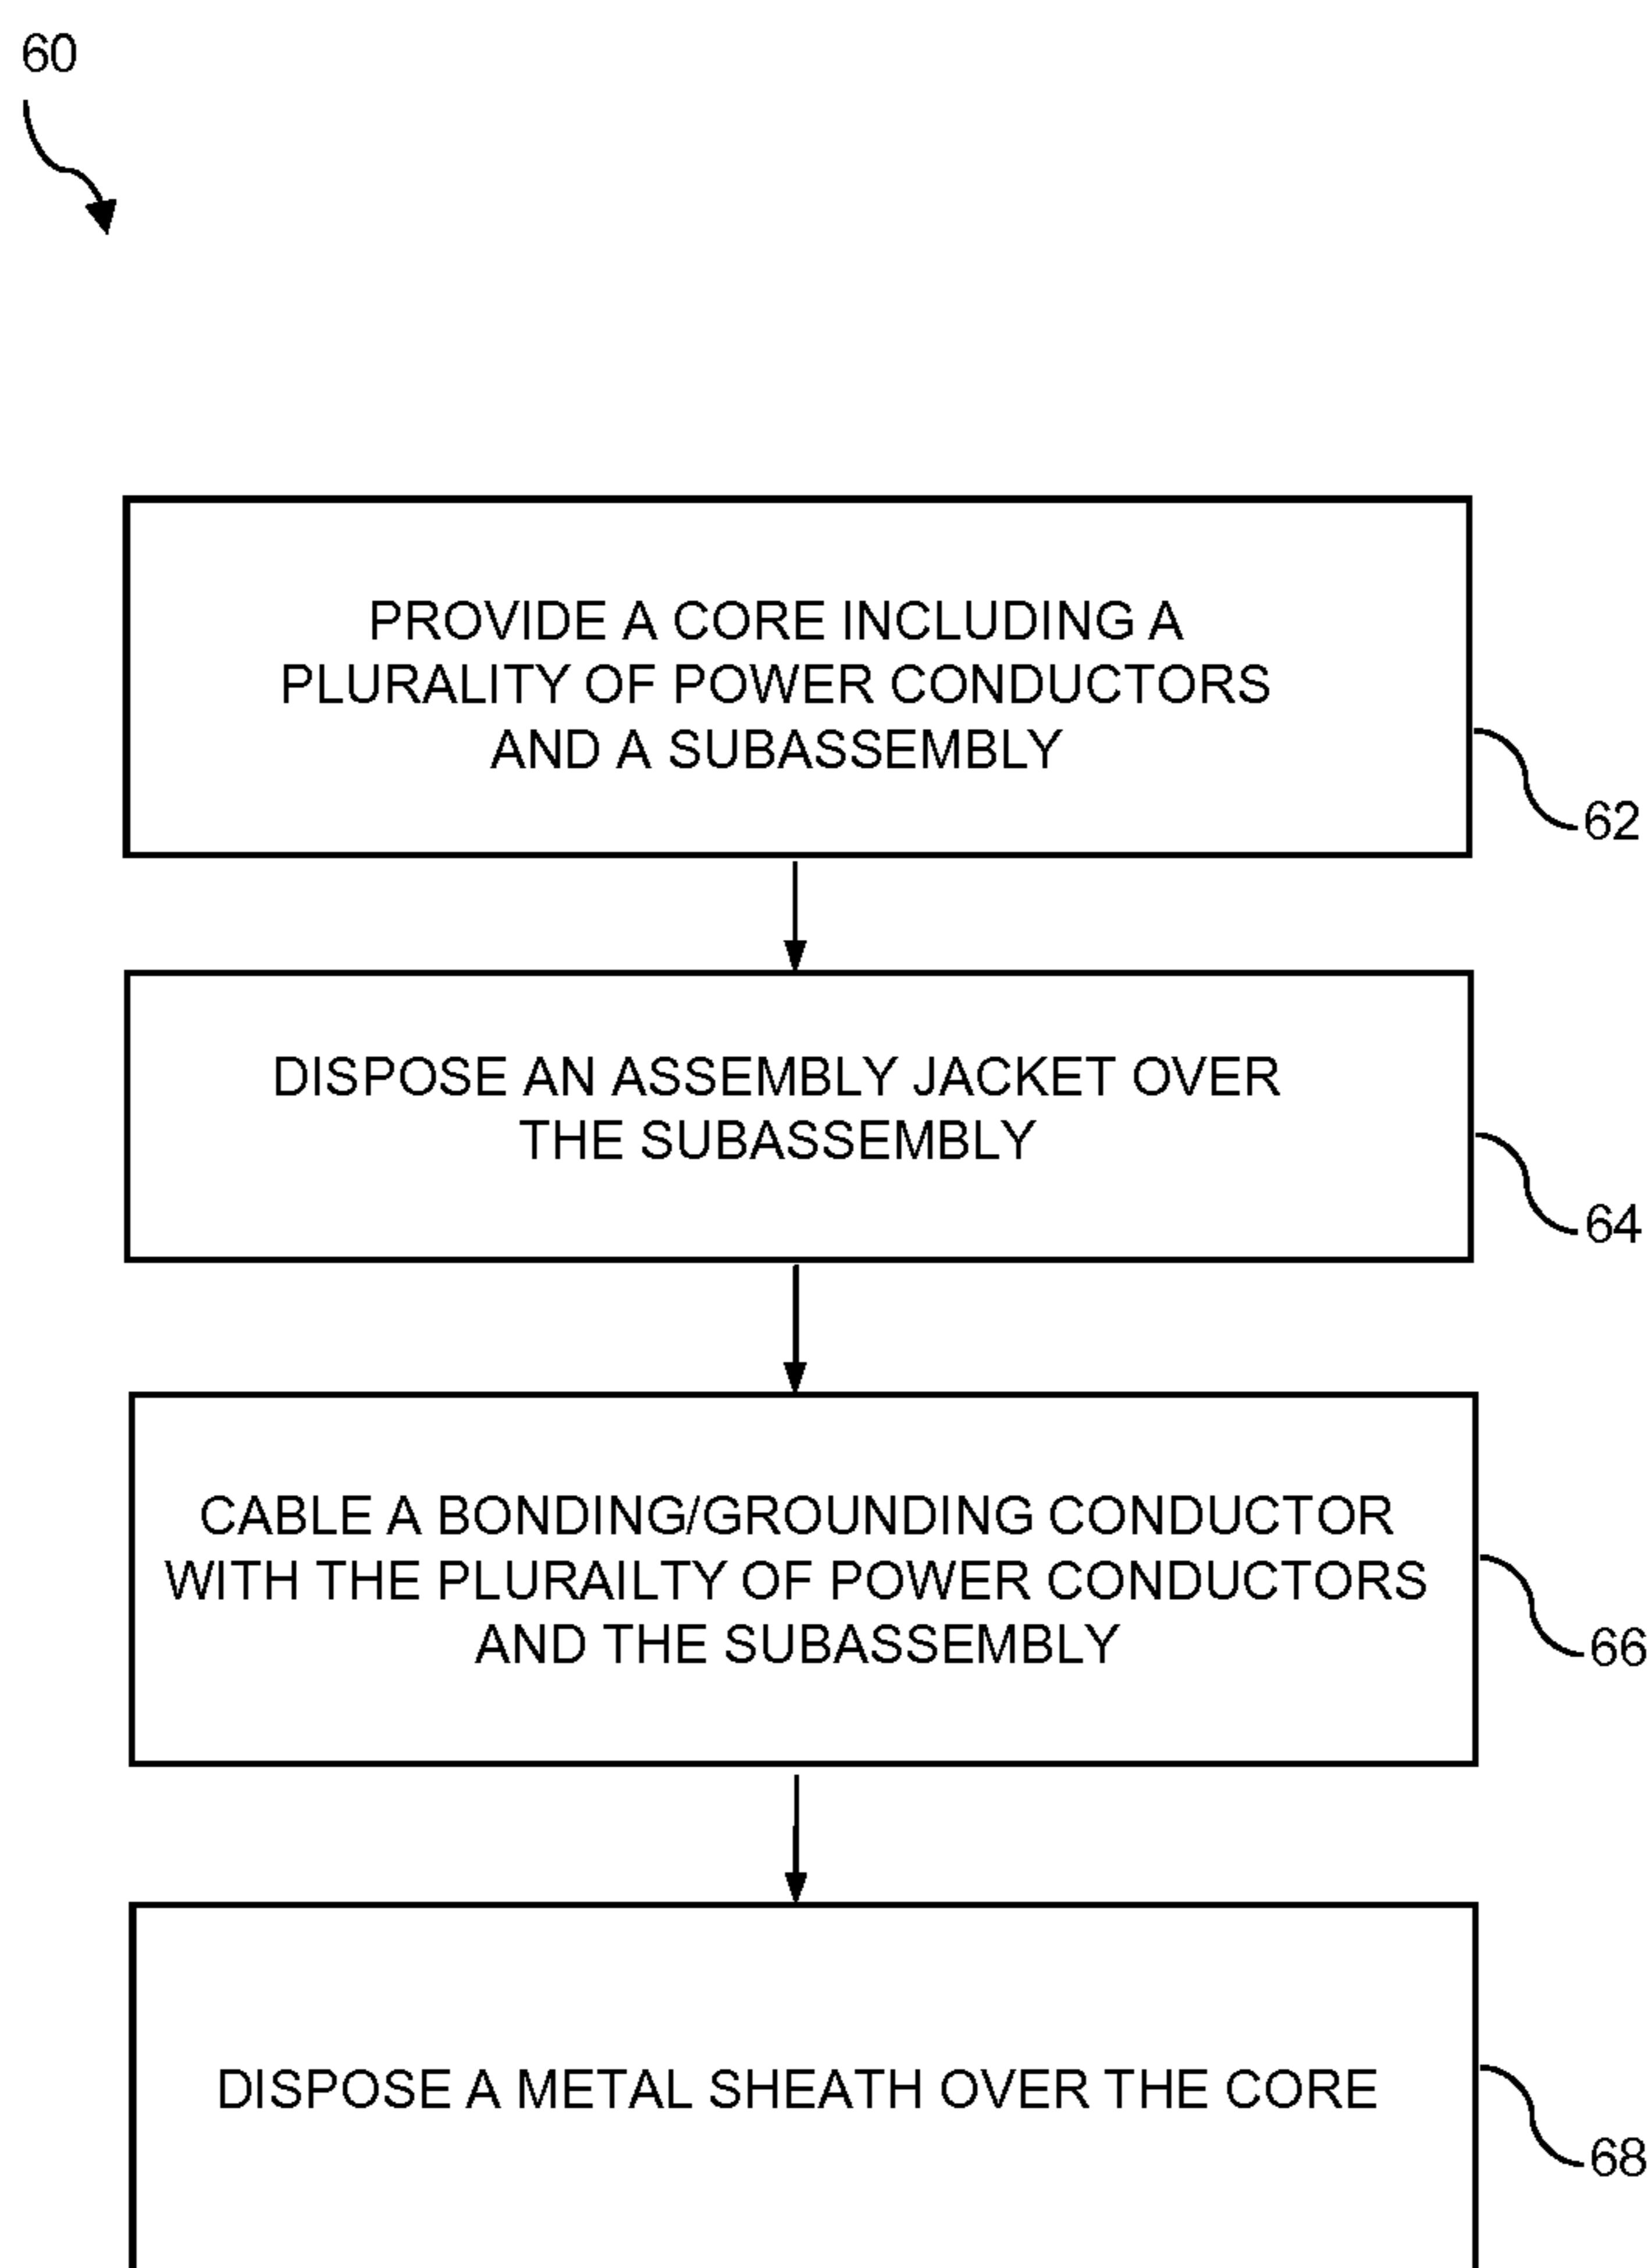 60
PROVIDE A CORE INCLUDING A
PLURALITY OF POWER CONDUCTORS
AND A SUBASSEMBLY
62
DISPOSE AN ASSEMBLY JACKET OVER
THE SUBASSEMBLY
64
CABLE A BONDING/GROUNDING CONDUCTOR
WITH THE PLURAILTY OF POWER CONDUCTORS
AND THE SUBASSEMBLY
66
DISPOSE A METAL SHEATH OVER THE CORE
68